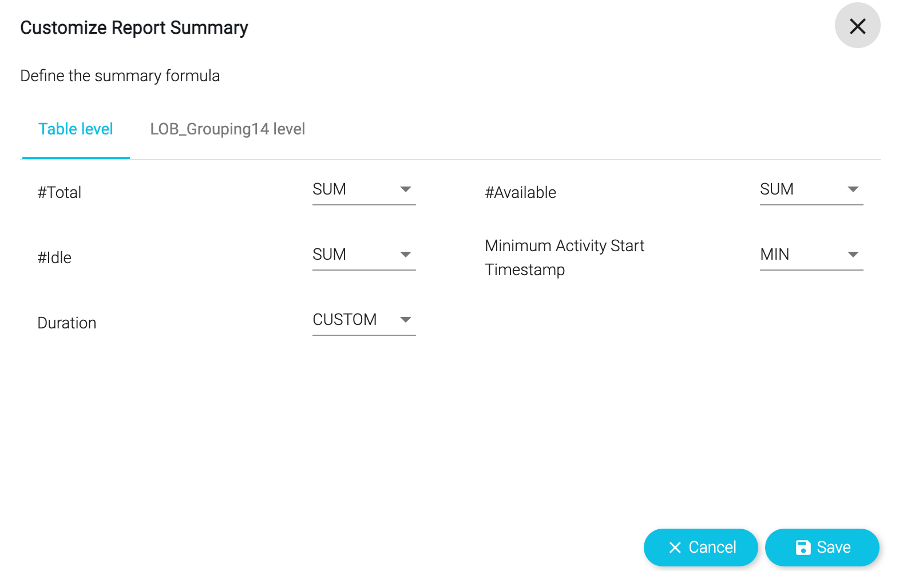 Customize Report Summary
Define the summary formula
Table level
LOB_Grouping14 level
#Total
SUM
#Available
SUM
#Idle
SUM
Minimum Activity Start
Timestamp
MIN
Duration
CUSTOM
Cancel
Save